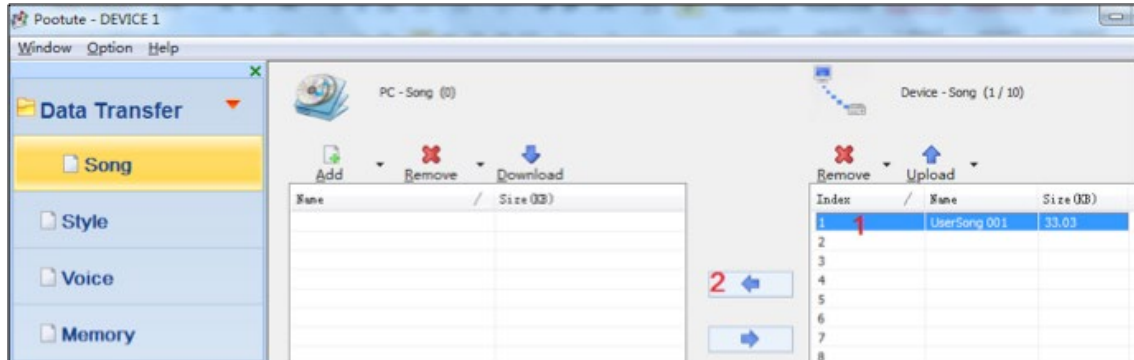 Pootute - DEVICE 1
Window Option Help
Data Transfer
Song
Style
Voice
Memory
PC - Song (0)
Add Remove Download
Name / Size(KB)
2
Device - Song (1 / 10)
Remove Upload
Index / Name Size(KB)
1 1 UserSong 001 33.03
2
3
4
5
6
7
8